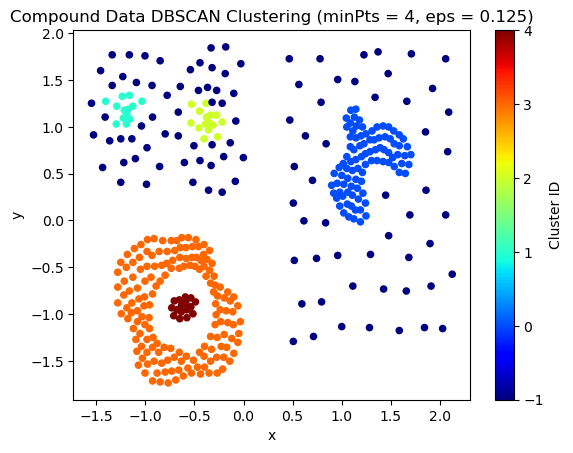 Compound Data DBSCAN Clustering (minPts = 4, eps = 0.125)
2.0
1.5
1.0
0.5
0.0
−0.5
−1.0
−1.5
y
−1.5 −1.0 −0.5 0.0 0.5 1.0 1.5 2.0
x
4
3
2
1
0
−1
Cluster ID